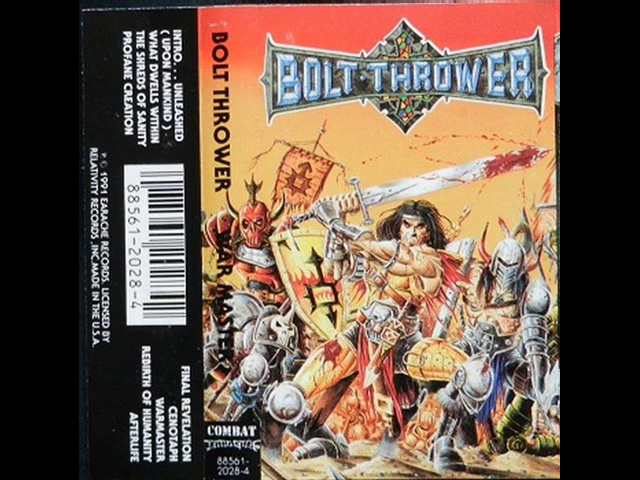 INTRO... UNLEASHED
( UPON MANKIND )
WHAT DWELLS WITHIN
THE SHREDS OF SANITY
PROFANE CREATION
℗ © 1991 EARACHE RECORDS. LICENSED BY
RELATIVITY RECORDS, INC. MADE IN THE U.S.A.
88561-2028-4
FINAL REVELATION
CENOTAPH
WARMASTER
REBIRTH OF HUMANITY
AFTERLIFE
BOLT THROWER WAR MASTER
COMBAT
EARACHE
88561-
2028-4
BOLT THROWER